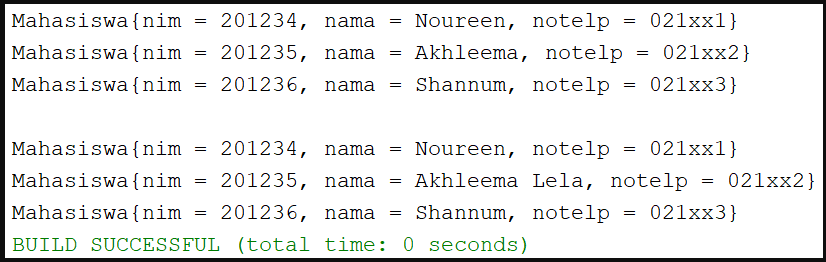 Mahasiswa{nim = 201234, nama = Noureen, notelp = 021xx1}
Mahasiswa{nim = 201235, nama = Akhleema, notelp = 021xx2}
Mahasiswa{nim = 201236, nama = Shannum, notelp = 021xx3}
Mahasiswa{nim = 201234, nama = Noureen, notelp = 021xx1}
Mahasiswa{nim = 201235, nama = Akhleema Lela, notelp = 021xx2}
Mahasiswa{nim = 201236, nama = Shannum, notelp = 021xx3}
BUILD SUCCESSFUL (total time: 0 seconds)